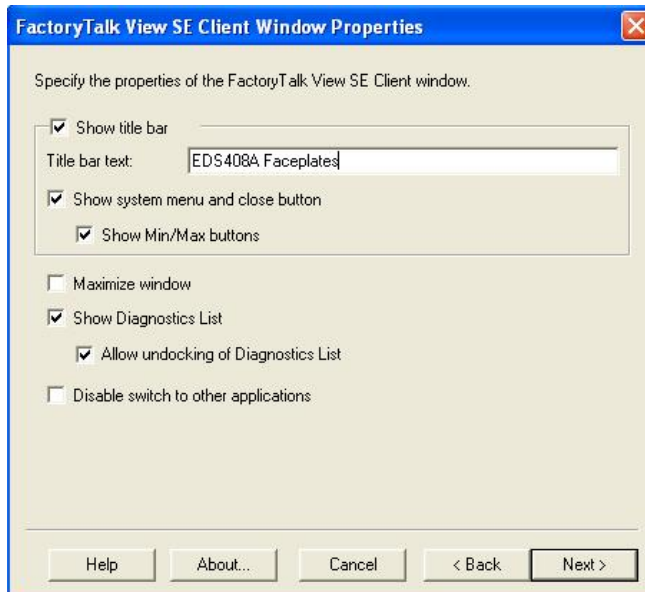 FactoryTalk View SE Client Window Properties
Specify the properties of the FactoryTalk View SE Client window.
Show title bar
Title bar text: EDS408A Faceplates
Show system menu and close button
Show Min/Max buttons
Maximize window
Show Diagnostics List
Allow undocking of Diagnostics List
Disable switch to other applications
Help About... Cancel < Back Next >